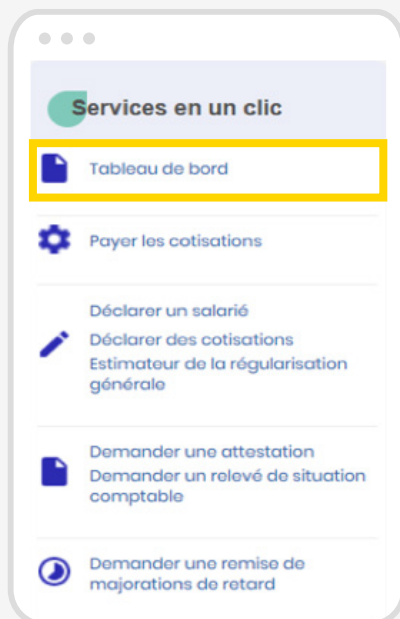 Services en un clic
Tableau de bord
Payer les cotisations
Déclarer un salarié
Déclarer des cotisations
Estimateur de la régularisation
générale
Demander une attestation
Demander un relevé de situation
comptable
Demander une remise de
majorations de retard